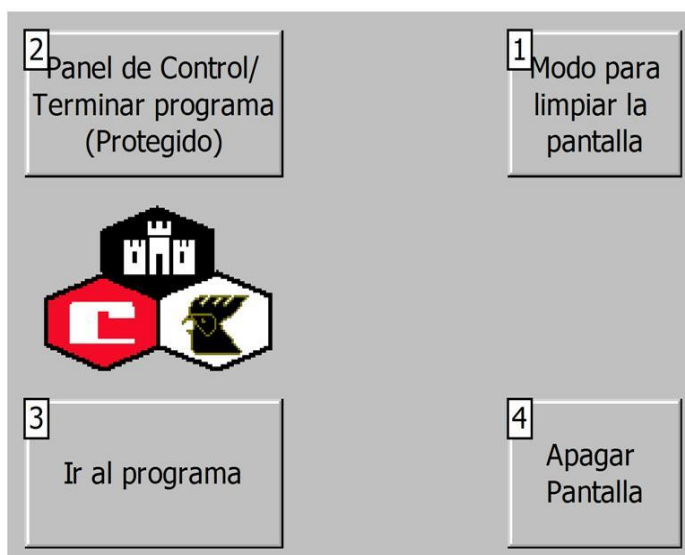 2
Panel de Control/
Terminar programa
(Protegido)
1
Modo para
limpiar la
pantalla
3
Ir al programa
4
Apagar
Pantalla